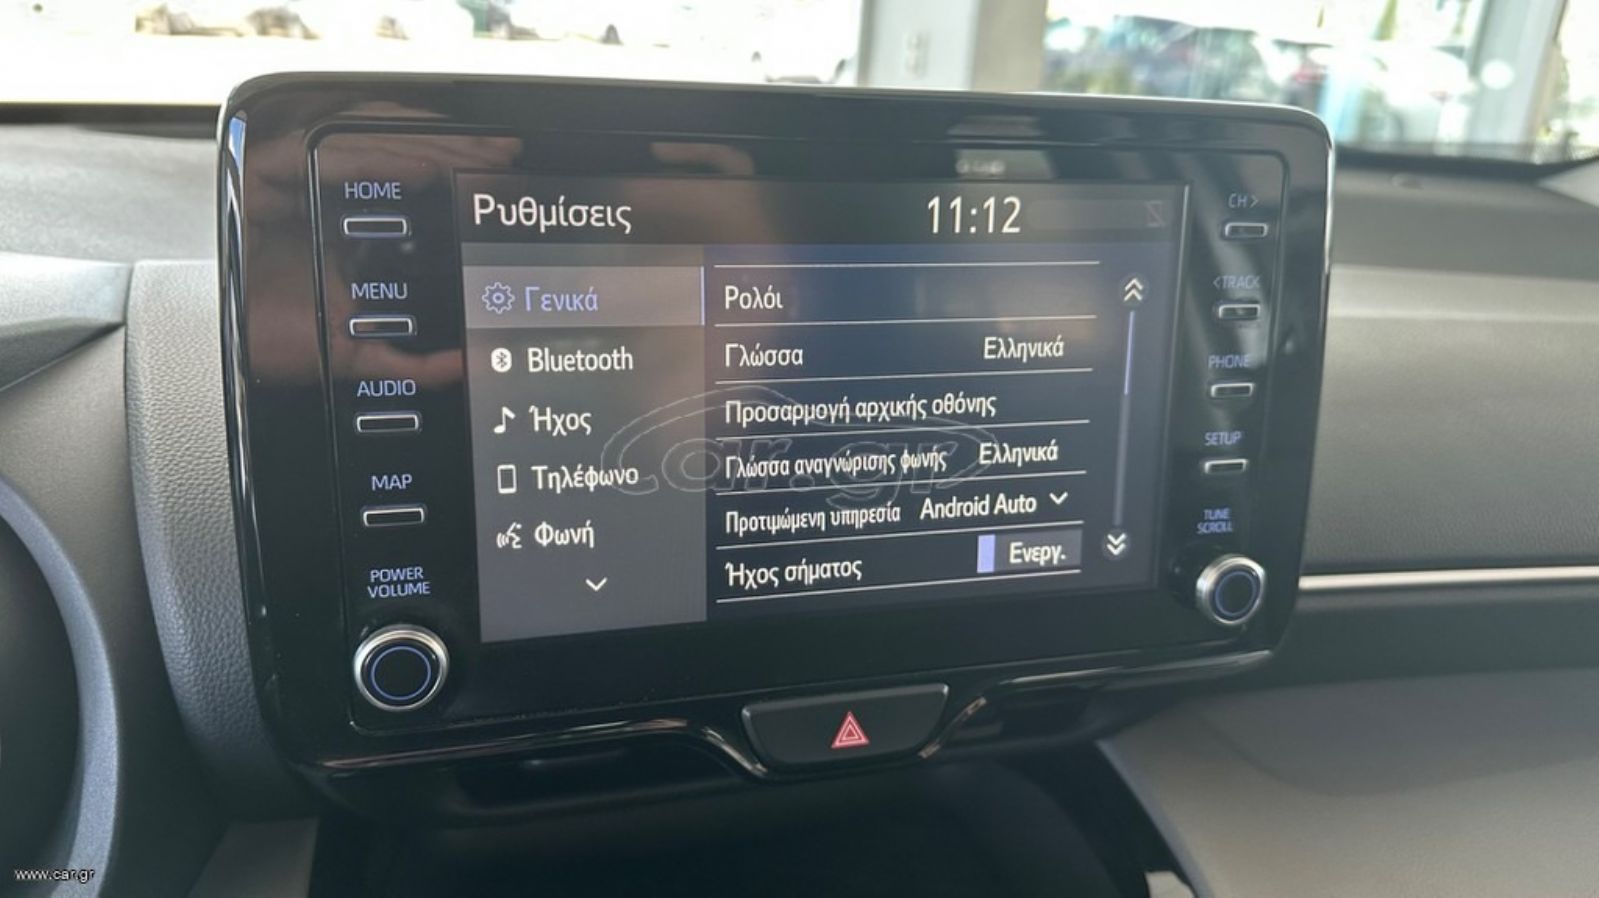 HOME
MENU
AUDIO
MAP
POWER
VOLUME
Ρυθμίσεις 11:12
Γενικά
Bluetooth
Ήχος
Τηλέφωνο
Φωνή
Ρολόι
Γλώσσα Ελληνικά
Προσαρμογή αρχικής οθόνης
Γλώσσα αναγνώρισης φωνής Ελληνικά
Προτιμώμενη υπηρεσία Android Auto
Ήχος σήματος Ενεργ.
CH >
< TRACK
PHONE
SETUP
TUNE
SCROLL
car.gr
www.car.gr